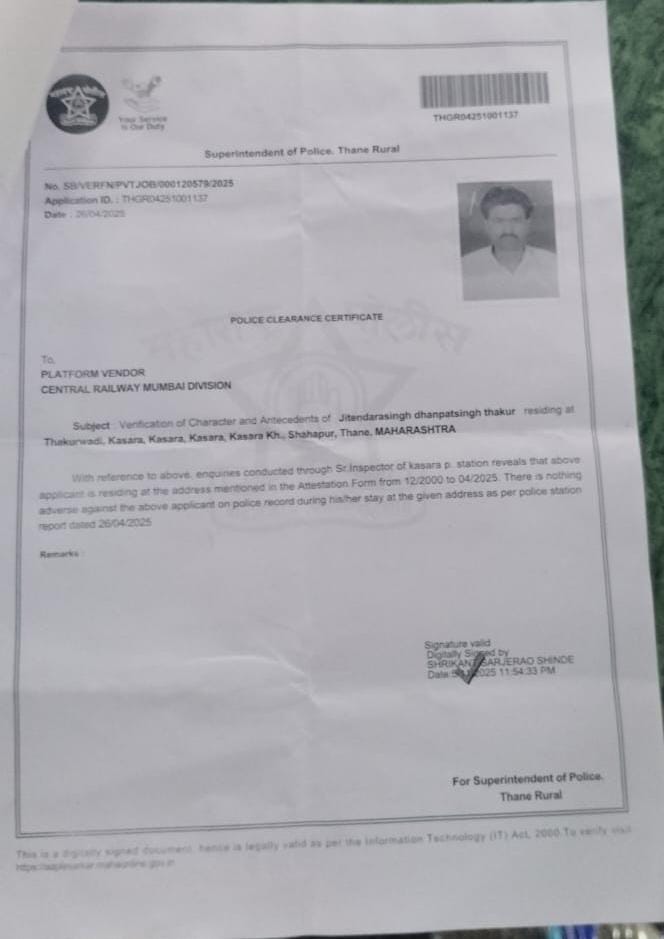 Your Service
Is Our Duty
THGR04251001137
Superintendent of Police, Thane Rural
No. SB/VERFN/PVTJOB/000120579/2025
Application ID. : THGR04251001137
Date : 26/04/2025
POLICE CLEARANCE CERTIFICATE
To,
PLATFORM VENDOR
CENTRAL RAILWAY MUMBAI DIVISION
Subject : Verification of Character and Antecedents of Jitendarasingh dhanpatsingh thakur residing at
Thakurwadi, Kasara, Kasara, Kasara, Kasara Kh., Shahapur, Thane, MAHARASHTRA
With reference to above, enquiries conducted through Sr.Inspector of kasara p. station reveals that above
applicant is residing at the address mentioned in the Attestation Form from 12/2000 to 04/2025. There is nothing
adverse against the above applicant on police record during his/her stay at the given address as per police station
report dated 26/04/2025
Remarks :
Signature valid
Digitally Signed by
SHRIKANT SARJERAO SHINDE
Date 2025 11:54:33 PM
For Superintendent of Police,
Thane Rural
This is a digitally signed document, hence is legally valid as per the Information Technology (IT) Act, 2000.To verify visit
https://aaplesarkar.mahaonline.gov.in